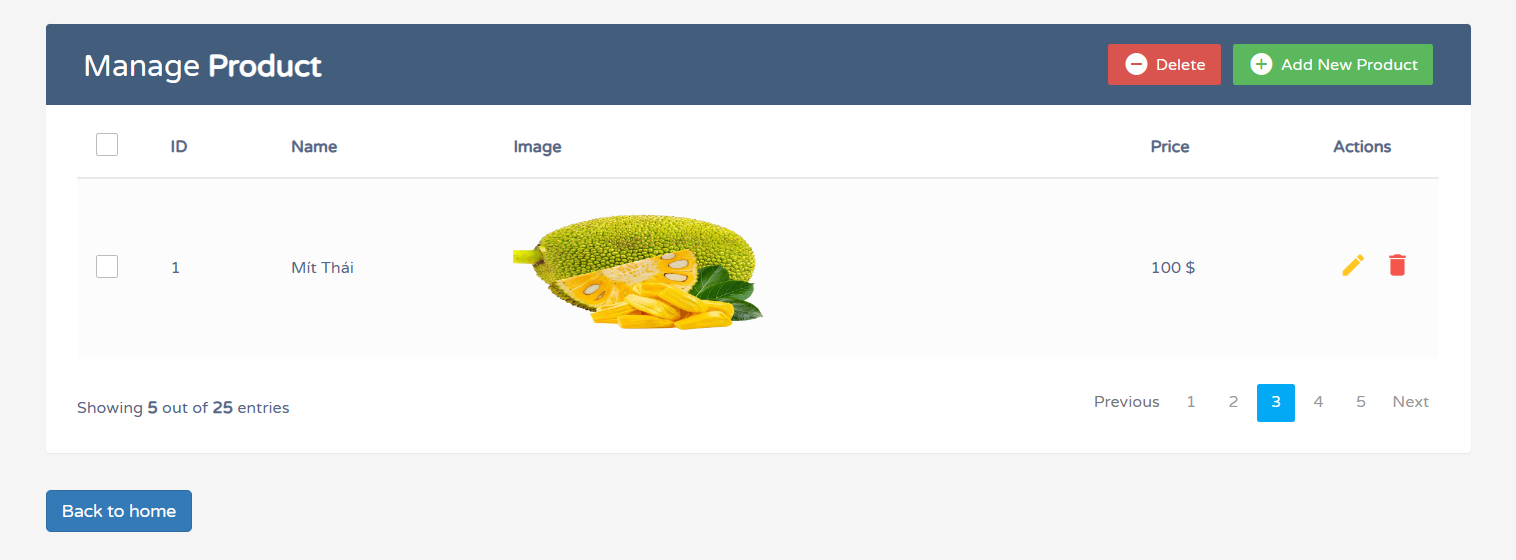 Manage Product
Delete
Add New Product
ID Name Image Price Actions
1 Mít Thái 100 $
Showing 5 out of 25 entries
Previous 1 2 3 4 5 Next
Back to home